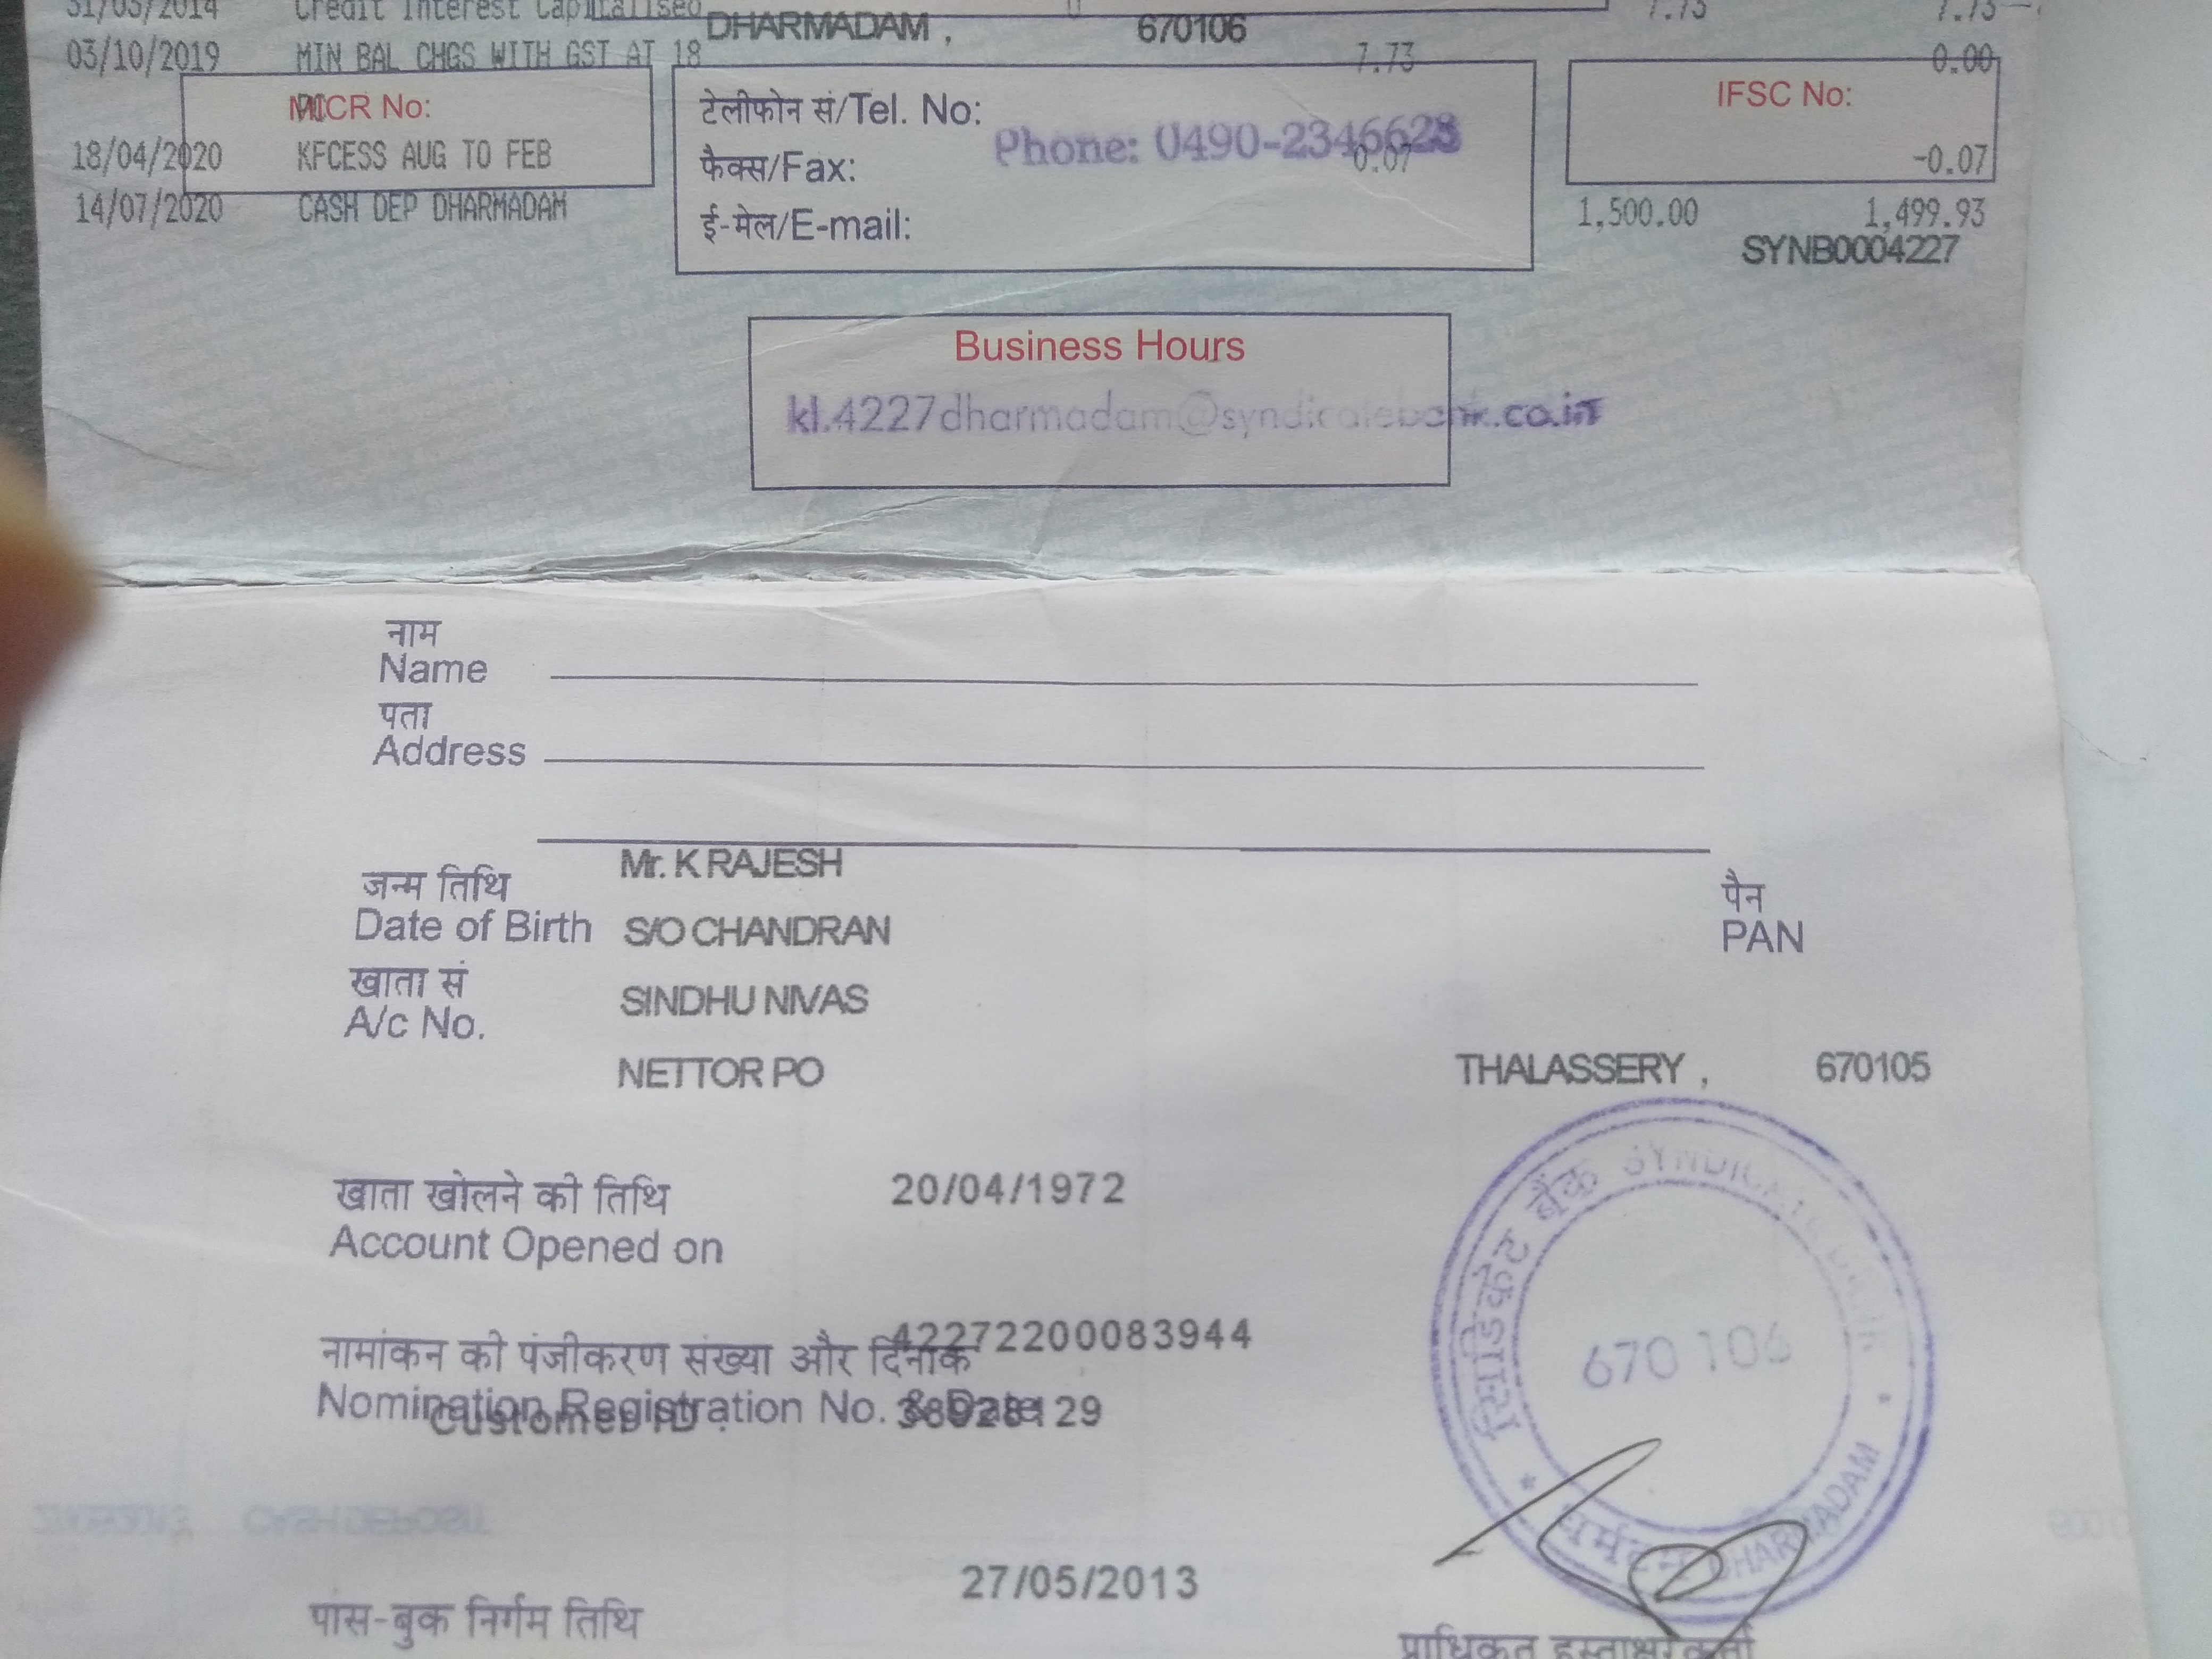 31/03/2014 Credit Interest Capitalised 7.73 7.73
DHARMADAM , 670106
03/10/2019 MIN BAL CHGS WITH GST AT 18 7.73 0.00
MICR No:
टेलीफोन सं/Tel. No:
IFSC No:
Phone: 0490-2346628
18/04/2020 KFCESS AUG TO FEB 0.07 -0.07
फैक्स/Fax:
14/07/2020 CASH DEP DHARMADAM 1,500.00 1,499.93
ई-मेल/E-mail:
SYNB0004227
Business Hours
kl.4227dharmadam@syndicatebank.co.in
नाम
Name
पता
Address
Mr. K RAJESH
जन्म तिथि
Date of Birth
S/O CHANDRAN
पैन
PAN
खाता सं
A/c No.
SINDHU NIVAS
NETTOR PO THALASSERY , 670105
खाता खोलने की तिथि 20/04/1972
Account Opened on
42272200083944
नामांकन की पंजीकरण संख्या और दिनांक
Nomination Registration No. & Date
Customer ID :
सिंडिकेट बैंक SYNDICATE BANK
670 106
धर्मटम DHARMADAM
27/05/2013
पास-बुक निर्गम तिथि
प्राधिकृत हस्ताक्षरकर्ता